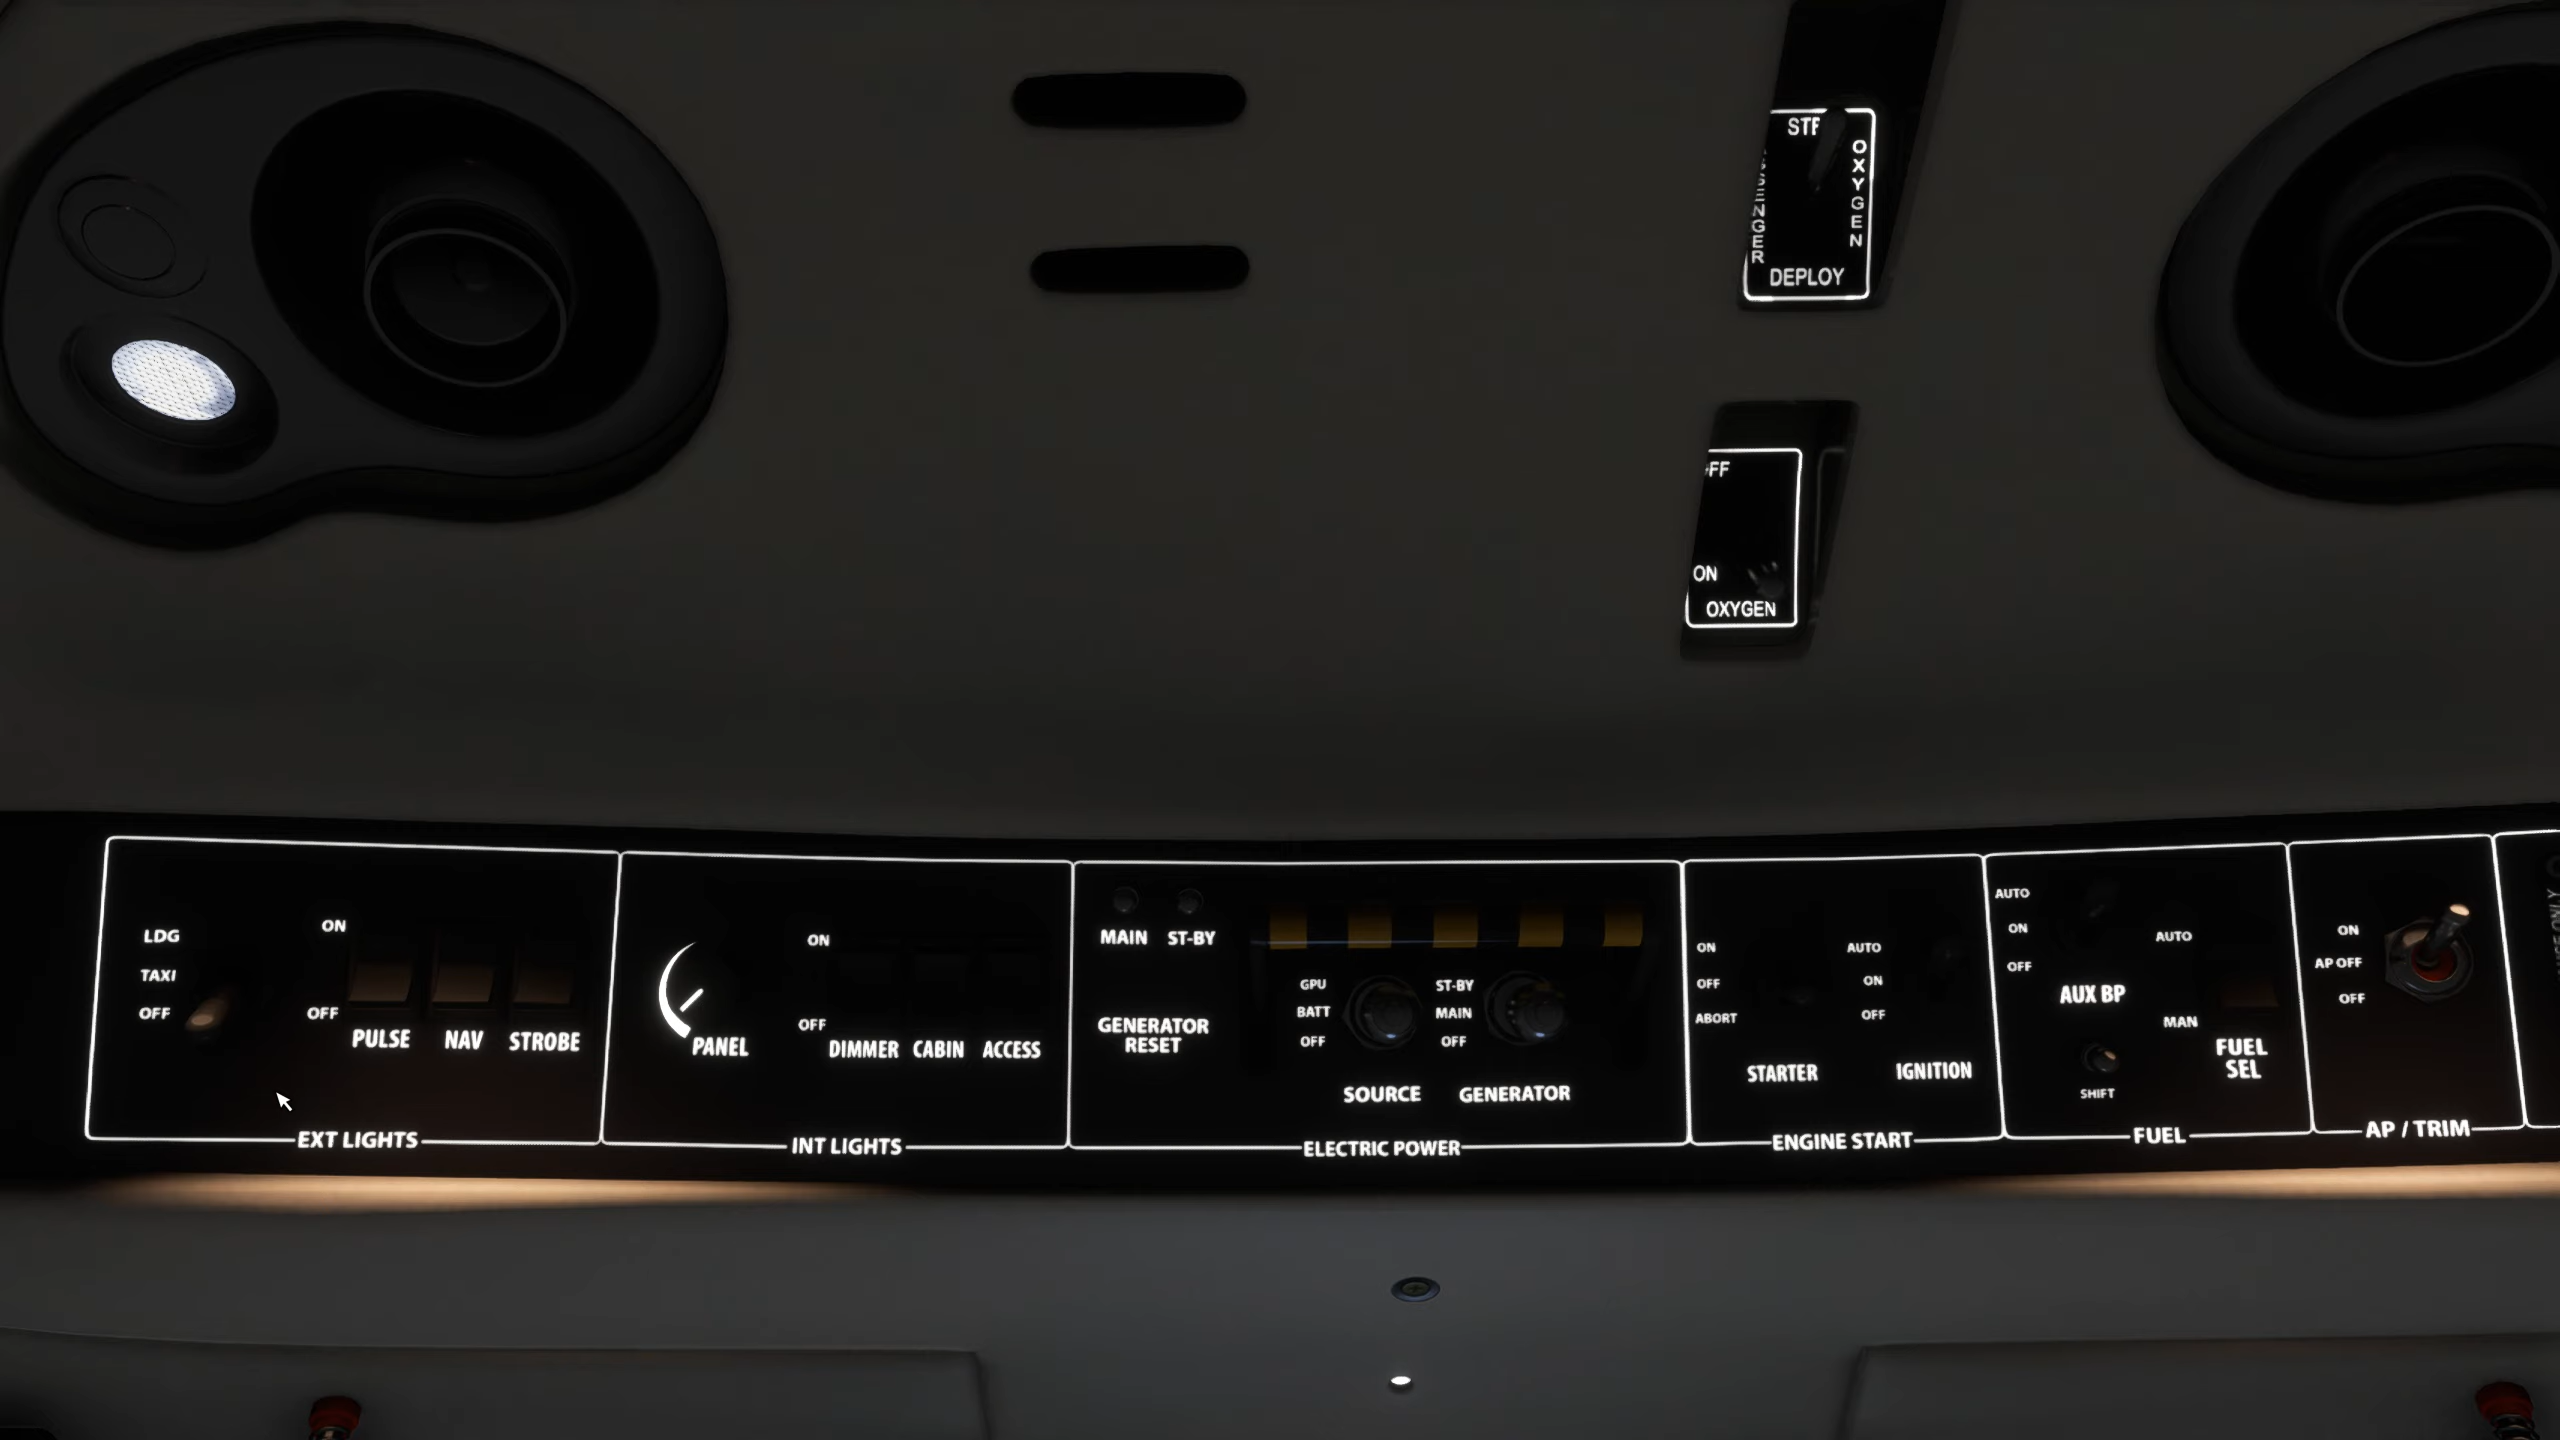 STF
OXYGEN
SENGER
DEPLOY
FF
ON
OXYGEN
LDG
TAXI
OFF
ON
OFF
PULSE
NAV
STROBE
EXT LIGHTS
PANEL
ON
OFF
DIMMER
CABIN
ACCESS
INT LIGHTS
MAIN
ST-BY
GENERATOR
RESET
GPU
BATT
OFF
SOURCE
ST-BY
MAIN
OFF
GENERATOR
ELECTRIC POWER
ON
OFF
ABORT
STARTER
AUTO
ON
OFF
IGNITION
ENGINE START
AUTO
ON
OFF
AUX BP
SHIFT
AUTO
MAN
FUEL
SEL
FUEL
ON
AP OFF
OFF
AP / TRIM